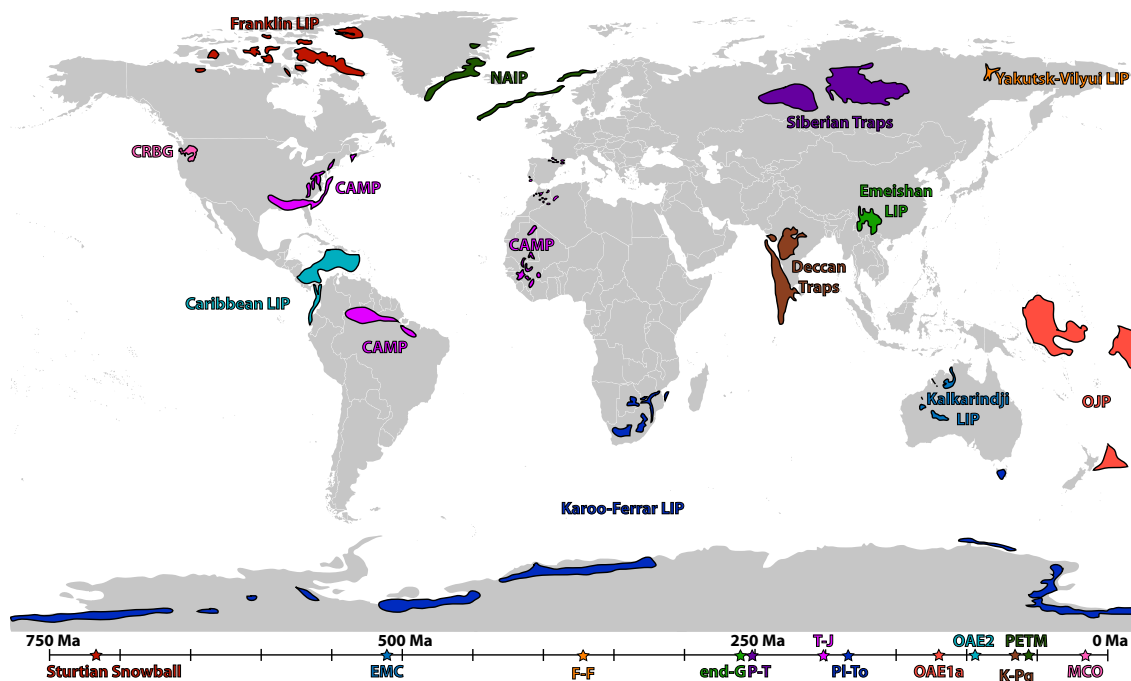 Franklin LIP
NAIP
Yakutsk-Vilyui LIP
Siberian Traps
CRBG
CAMP
Emeishan
LIP
CAMP
Deccan
Traps
Caribbean LIP
CAMP
Kalkarindji
LIP
OJP
Karoo-Ferrar LIP
750 Ma
500 Ma
250 Ma
T-J
OAE2
PETM
0 Ma
Sturtian Snowball
EMC
F-F
end-G
P-T
Pl-To
OAE1a
K-Pg
MCO